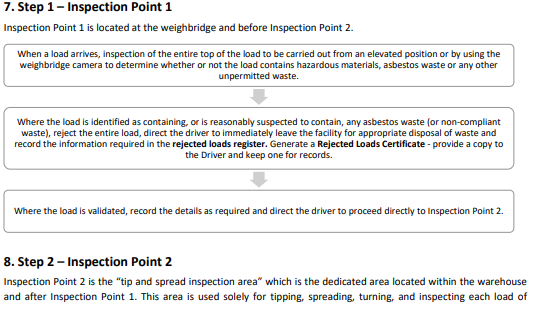 7. Step 1 – Inspection Point 1
Inspection Point 1 is located at the weighbridge and before Inspection Point 2.
When a load arrives, inspection of the entire top of the load to be carried out from an elevated position or by using the
weighbridge camera to determine whether or not the load contains hazardous materials, asbestos waste or any other
unpermitted waste.
Where the load is identified as containing, or is reasonably suspected to contain, any asbestos waste (or non-compliant
waste), reject the entire load, direct the driver to immediately leave the facility for appropriate disposal of waste and
record the information required in the rejected loads register. Generate a Rejected Loads Certificate - provide a copy to
the Driver and keep one for records.
Where the load is validated, record the details as required and direct the driver to proceed directly to Inspection Point 2.
8. Step 2 – Inspection Point 2
Inspection Point 2 is the “tip and spread inspection area” which is the dedicated area located within the warehouse
and after Inspection Point 1. This area is used solely for tipping, spreading, turning, and inspecting each load of